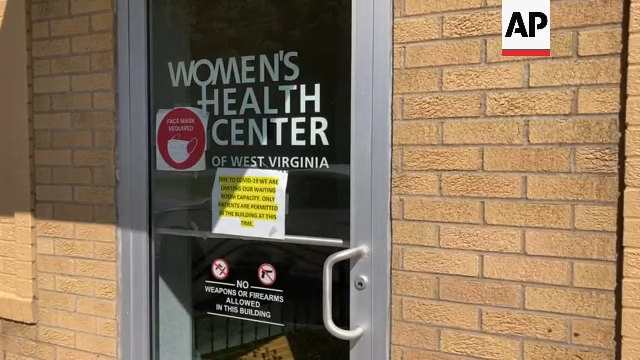 AP
WOMEN'S
HEALTH
CENTER
OF WEST VIRGINIA
FACE MASK
REQUIRED
DUE TO COVID-19 WE ARE
LIMITING OUR WAITING
ROOM CAPACITY. ONLY
PATIENTS ARE PERMITTED
IN THE BUILDING AT THIS
TIME.
NO
WEAPONS OR FIREARMS
ALLOWED
IN THIS BUILDING